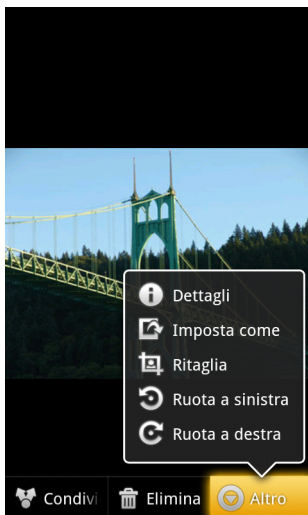 Dettagli
Imposta come
Ritaglia
Ruota a sinistra
Ruota a destra
Condivi Elimina Altro